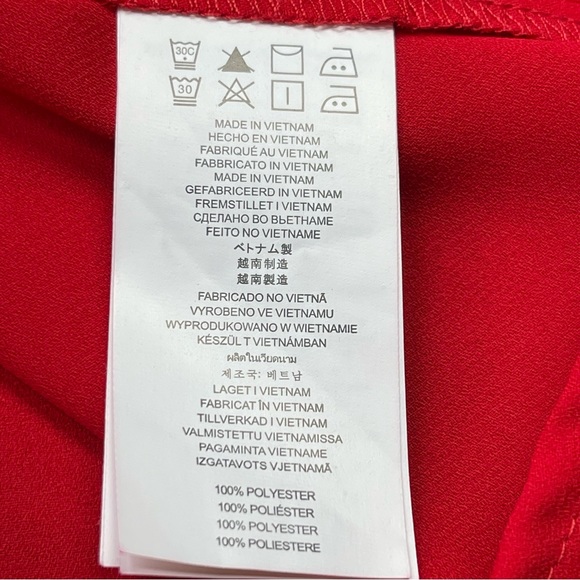 30C
30
MADE IN VIETNAM
HECHO EN VIETNAM
FABRIQUÉ AU VIETNAM
FABBRICATO IN VIETNAM
MADE IN VIETNAM
GEFABRICEERD IN VIETNAM
FREMSTILLET I VIETNAM
СДЕЛАНО ВО ВЬЕТНАМЕ
FEITO NO VIETNAME
ベトナム製
越南制造
越南製造
FABRICADO NO VIETNÃ
VYROBENO VE VIETNAMU
WYPRODUKOWANO W WIETNAMIE
KÉSZÜL T VIETNÁMBAN
ผลิตในเวียดนาม
제조국: 베트남
LAGET I VIETNAM
FABRICAT ÎN VIETNAM
TILLVERKAD I VIETNAM
VALMISTETTU VIETNAMISSA
PAGAMINTA VIETNAME
IZGATAVOTS VJETNAMĀ
100% POLYESTER
100% POLIÉSTER
100% POLYESTER
100% POLIESTERE